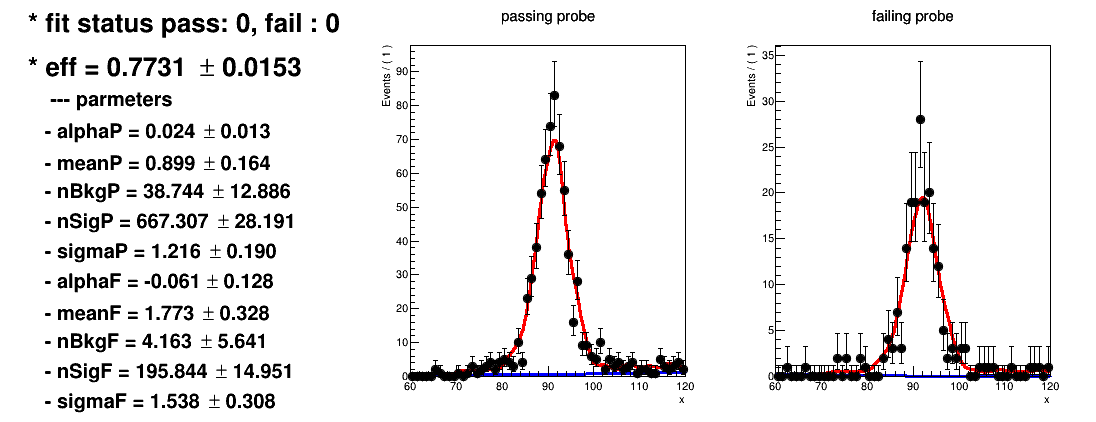 * fit status pass: 0, fail : 0
* eff = 0.7731 ± 0.0153
--- parmeters
- alphaP = 0.024 ± 0.013
- meanP = 0.899 ± 0.164
- nBkgP = 38.744 ± 12.886
- nSigP = 667.307 ± 28.191
- sigmaP = 1.216 ± 0.190
- alphaF = -0.061 ± 0.128
- meanF = 1.773 ± 0.328
- nBkgF = 4.163 ± 5.641
- nSigF = 195.844 ± 14.951
- sigmaF = 1.538 ± 0.308
passing probe
Events / ( 1 )
90
80
70
60
50
40
30
20
10
0
60 70 80 90 100 110 120
x
failing probe
Events / ( 1 )
35
30
25
20
15
10
5
0
60 70 80 90 100 110 120
x